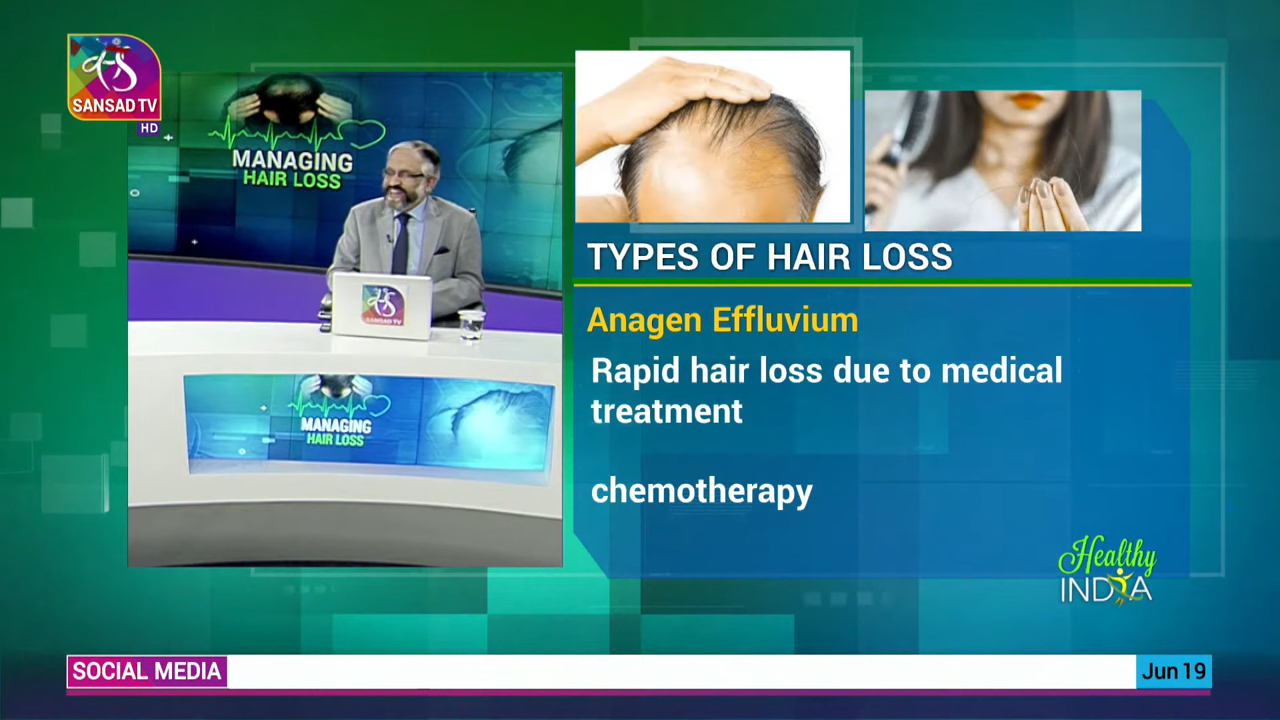 SANSAD TV
HD
MANAGING
HAIR LOSS
SANSAD TV
MANAGING
HAIR LOSS
TYPES OF HAIR LOSS
Anagen Effluvium
Rapid hair loss due to medical
treatment
chemotherapy
Healthy
INDIA
SOCIAL MEDIA
Jun 19